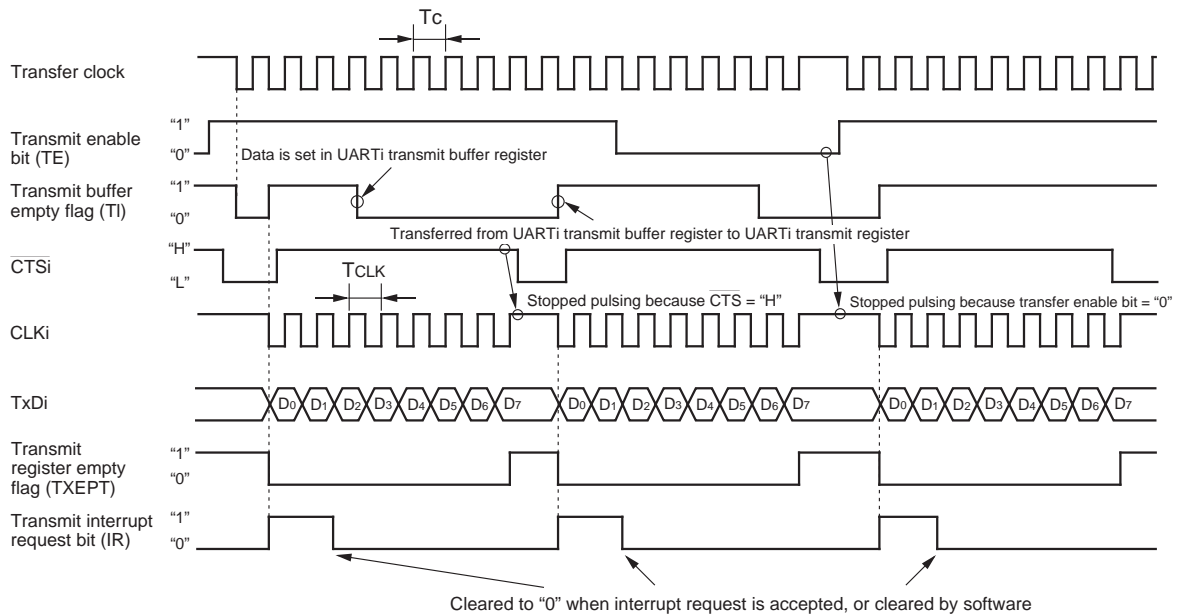 Tc
Transfer clock
Transmit enable
bit (TE)
“1”
“0”
Data is set in UARTi transmit buffer register
Transmit buffer
empty flag (TI)
“1”
“0”
Transferred from UARTi transmit buffer register to UARTi transmit register
CTSi
“H”
“L”
TCLK
Stopped pulsing because CTS = “H”
Stopped pulsing because transfer enable bit = “0”
CLKi
TxDi
D0 D1 D2 D3 D4 D5 D6 D7 D0 D1 D2 D3 D4 D5 D6 D7 D0 D1 D2 D3 D4 D5 D6 D7
Transmit
register empty
flag (TXEPT)
“1”
“0”
Transmit interrupt
request bit (IR)
“1”
“0”
Cleared to “0” when interrupt request is accepted, or cleared by software